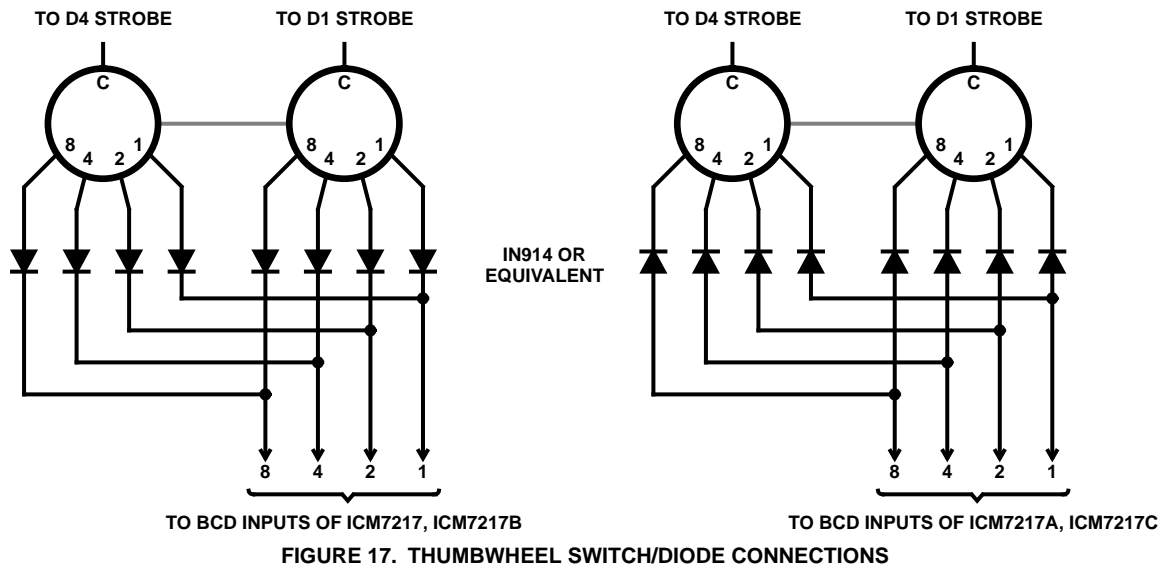 TO D4 STROBE
TO D1 STROBE
TO D4 STROBE
TO D1 STROBE
C
C
C
C
8 4 2 1
8 4 2 1
8 4 2 1
8 4 2 1
IN914 OR
EQUIVALENT
8 4 2 1
8 4 2 1
TO BCD INPUTS OF ICM7217, ICM7217B
TO BCD INPUTS OF ICM7217A, ICM7217C
FIGURE 17. THUMBWHEEL SWITCH/DIODE CONNECTIONS